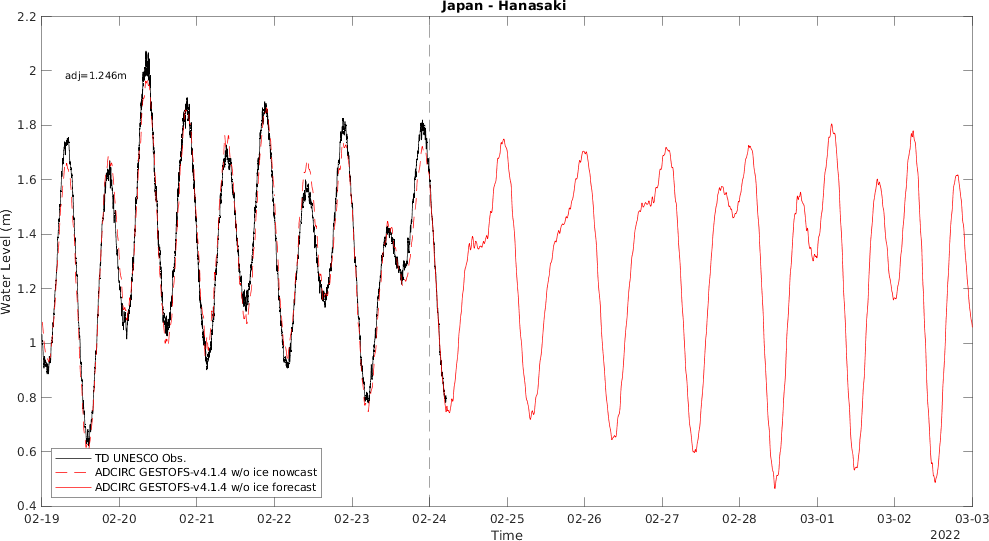 Japan - Hanasaki
2.2
2
1.8
1.6
1.4
1.2
1
0.8
0.6
0.4
Water Level (m)
adj=1.246m
TD UNESCO Obs.
ADCIRC GESTOFS-v4.1.4 w/o ice nowcast
ADCIRC GESTOFS-v4.1.4 w/o ice forecast
02-19 02-20 02-21 02-22 02-23 02-24 02-25 02-26 02-27 02-28 03-01 03-02 03-03
Time
2022